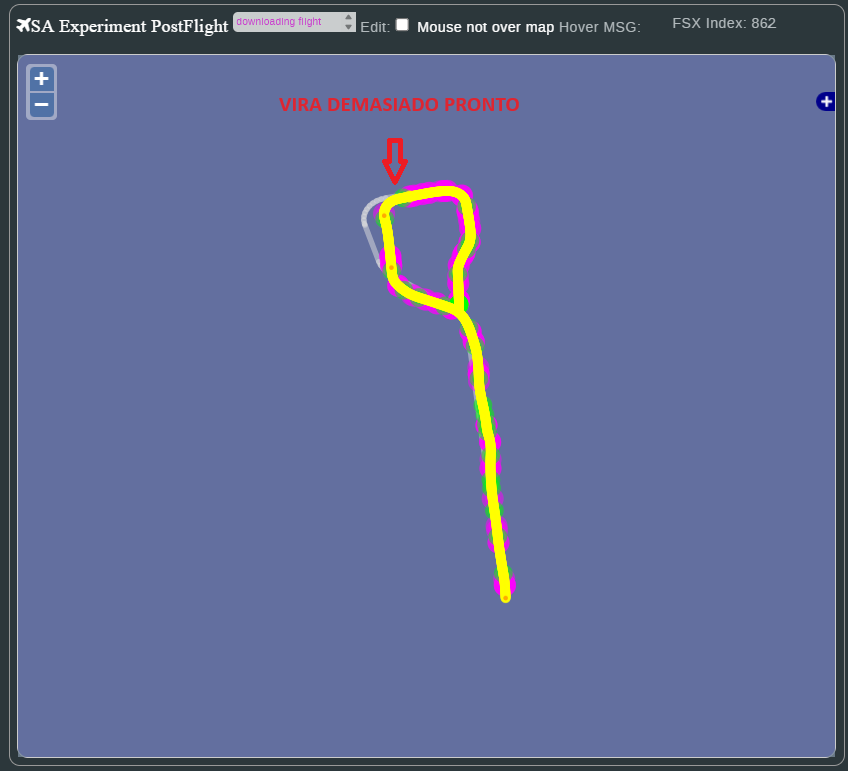 SA Experiment PostFlight downloading flight Edit: Mouse not over map Hover MSG: FSX Index: 862
+
−
VIRA DEMASIADO PRONTO
+